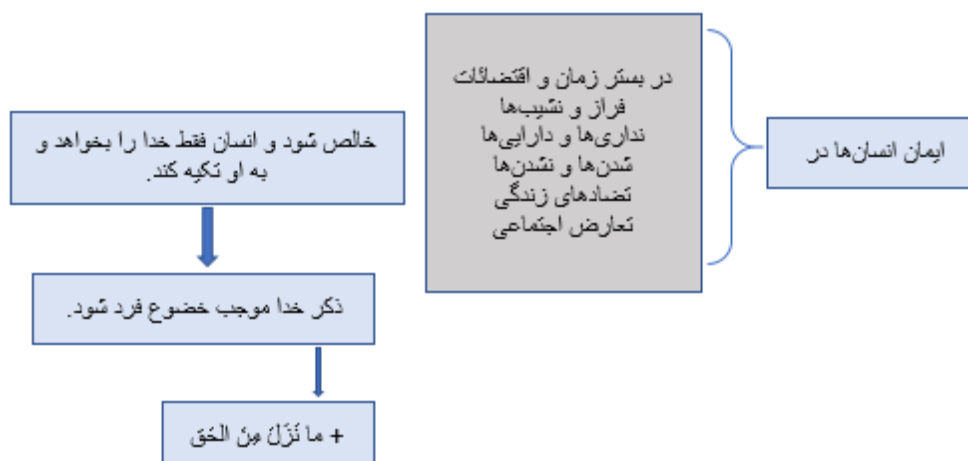 ایمان انسان‌ها در
در بستر زمان و اقتضائات
فراز و نشیب‌ها
نداری‌ها و دارایی‌ها
شدن‌ها و نشدن‌ها
تضادهای زندگی
تعارض اجتماعی
خالص شود و انسان فقط خدا را بخواهد و
به او تکیه کند.
ذکر خدا موجب خضوع فرد شود.
+ ما نَزَلَ مِنَ الحَق